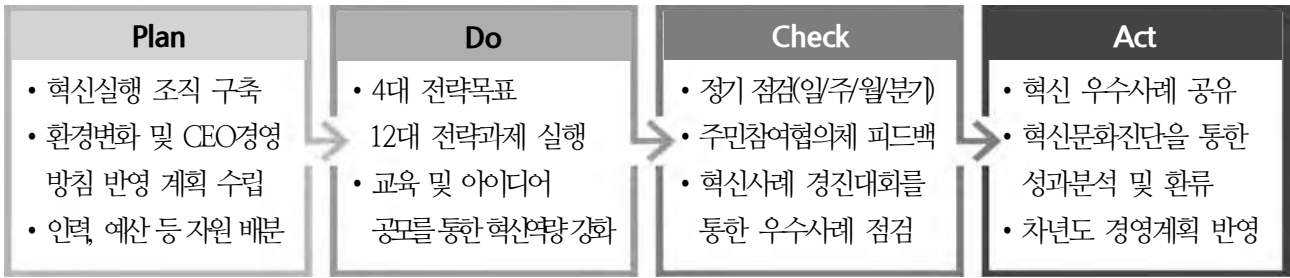 Plan
• 혁신실행 조직 구축
• 환경변화 및 CEO경영
방침 반영 계획 수립
• 인력, 예산 등 자원 배분
Do
• 4대 전략목표
12대 전략과제 실행
• 교육 및 아이디어
공모를 통한 혁신역량 강화
Check
• 정기 점검(일/주/월/분기)
• 주민참여협의체 피드백
• 혁신사례 경진대회를
통한 우수사례 점검
Act
• 혁신 우수사례 공유
• 혁신문화진단을 통한
성과분석 및 환류
• 차년도 경영계획 반영